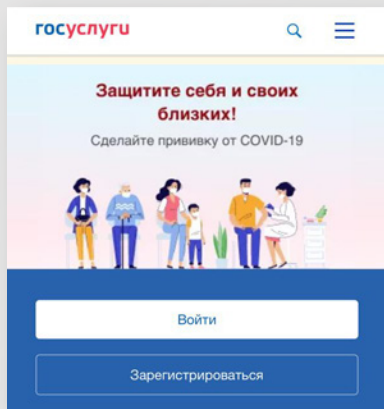 госуслуги
Защитите себя и своих
близких!
Сделайте прививку от COVID-19
Войти
Зарегистрироваться